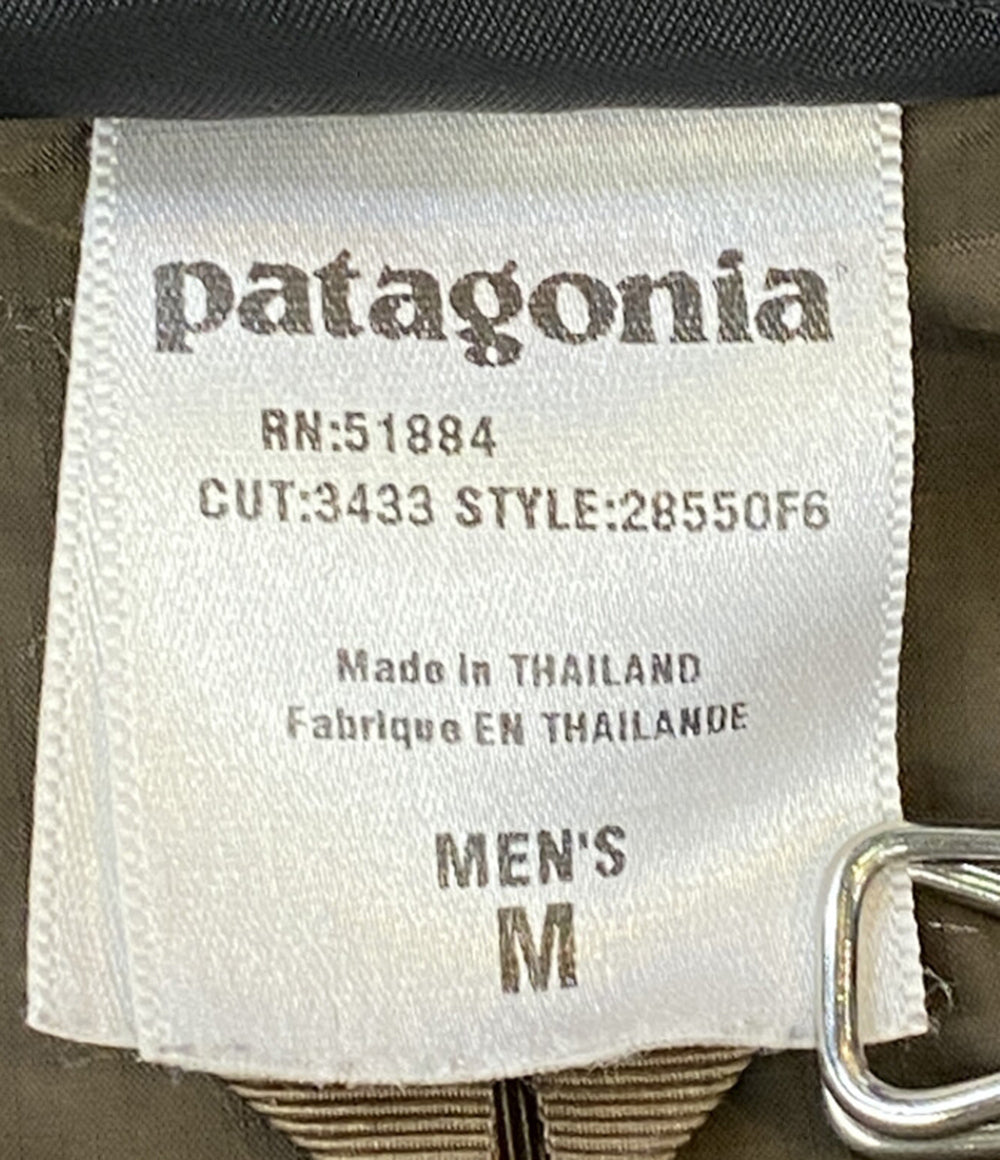 patagonia
RN:51884
CUT:3433 STYLE:28550F6
Made in THAILAND
Fabrique EN THAILANDE
MEN'S
M